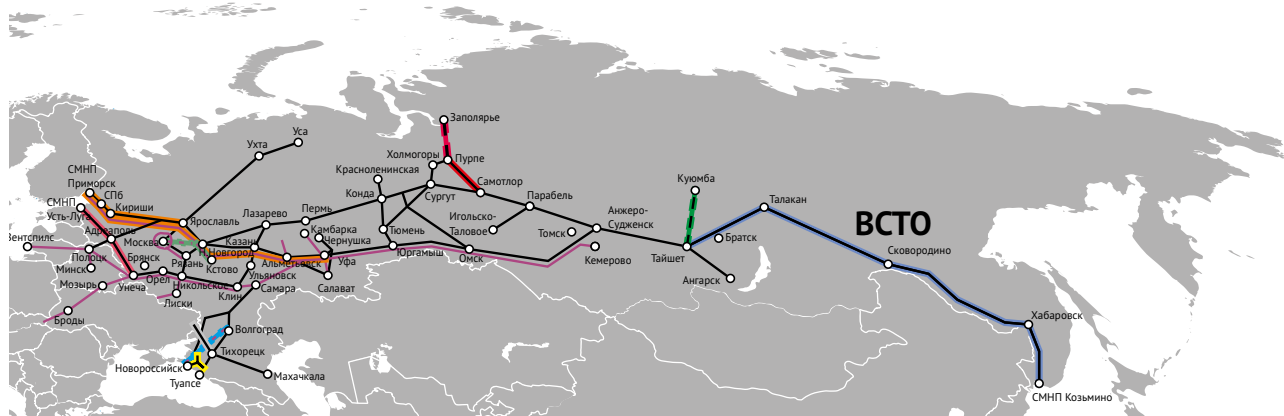 Заполярье
Уса
Ухта
Холмогоры
Пурпе
Красноленинская
СМНП
Приморск
СПб
Кириши
СМНП
Усть-Луга
Конда
Сургут
Самотлор
Куюмба
Парабель
Талакан
Ярославль
Лазарево
Пермь
Камбарка
Чернушка
Тюмень
Игольско-
Таловое
Анжеро-
Судженск
Томск
ВСТО
Вентспилс
Андреаполь
Москва
Н.Новгород
Казань
Братск
Сковородино
Полоцк
Брянск
Рязань
Кстово
Альметьевск
Уфа
Юргамыш
Омск
Кемерово
Тайшет
Минск
Мозырь
Унеча
Орел
Никольское
Ульяновск
Самара
Салават
Ангарск
Клин
Лиски
Броды
Волгоград
Хабаровск
Тихорецк
Новороссийск
Туапсе
Махачкала
СМНП Козьмино